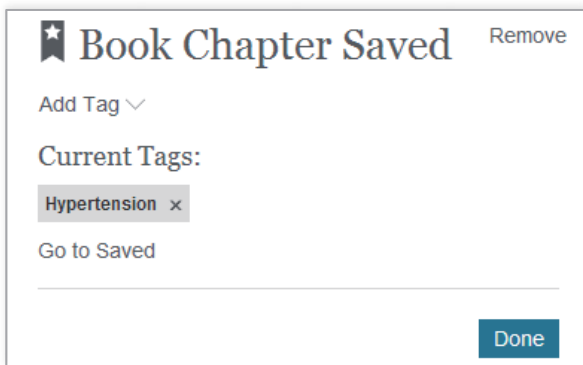 Book Chapter Saved Remove
Add Tag
Current Tags:
Hypertension ×
Go to Saved
Done